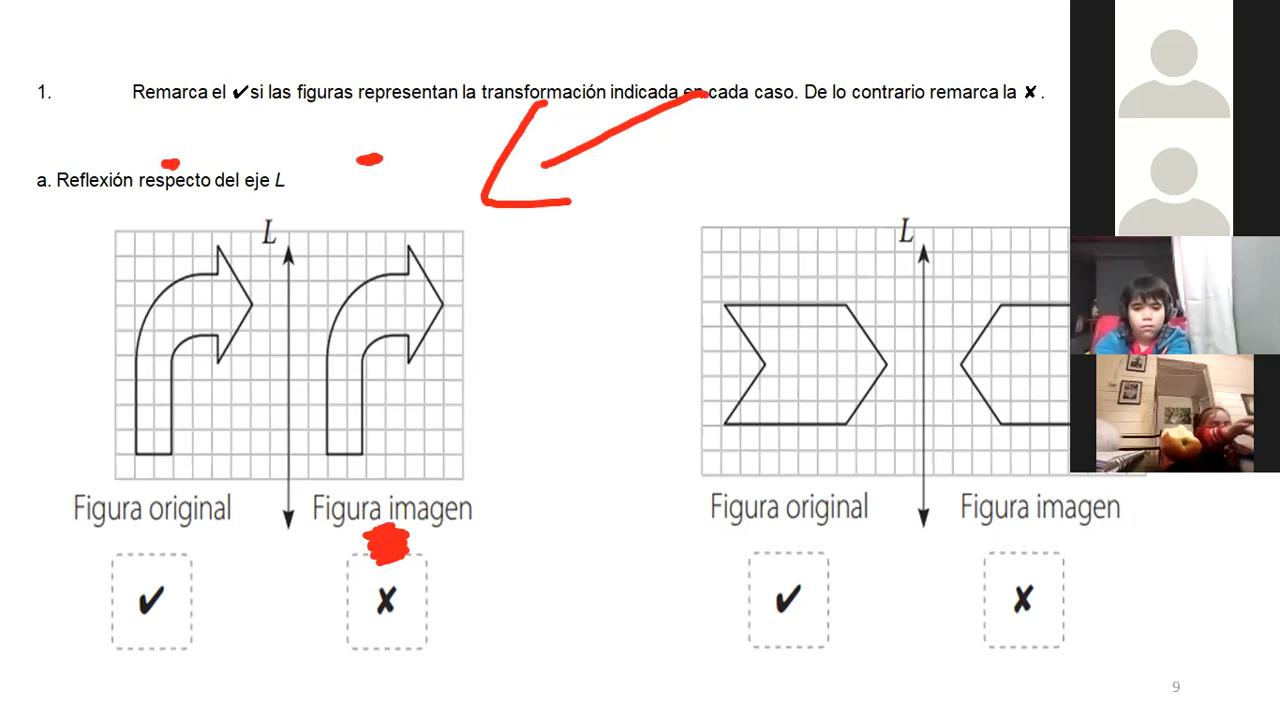 1. Remarca el ✔ si las figuras representan la transformación indicada en cada caso. De lo contrario remarca la ✘ .
a. Reflexión respecto del eje L
L
L
Figura original
Figura imagen
Figura original
Figura imagen
✔
✘
✔
✘
9